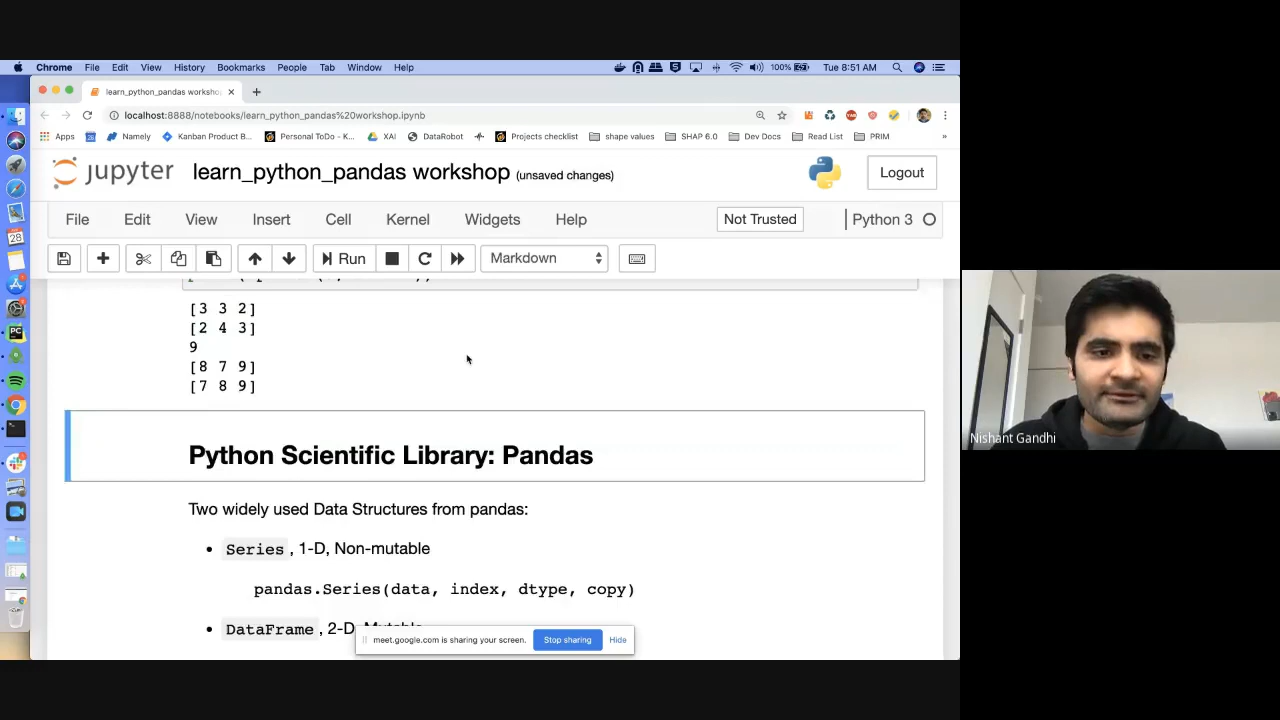 Chrome File Edit View History Bookmarks People Tab Window Help 100% Tue 8:51 AM
learn_python_pandas worksho
localhost:8888/notebooks/learn_python_pandas%20workshop.ipynb
Apps Namely Kanban Product B... Personal ToDo - K... XAI DataRobot Projects checklist shape values SHAP 6.0 Dev Docs Read List PRIM »
jupyter learn_python_pandas workshop (unsaved changes) Logout
File Edit View Insert Cell Kernel Widgets Help Not Trusted Python 3
Run Markdown
[3 3 2]
[2 4 3]
9
[8 7 9]
[7 8 9]
Python Scientific Library: Pandas
Two widely used Data Structures from pandas:
• Series , 1-D, Non-mutable
pandas.Series(data, index, dtype, copy)
• DataFrame , 2-D, Mutable
meet.google.com is sharing your screen. Stop sharing Hide
Nishant Gandhi